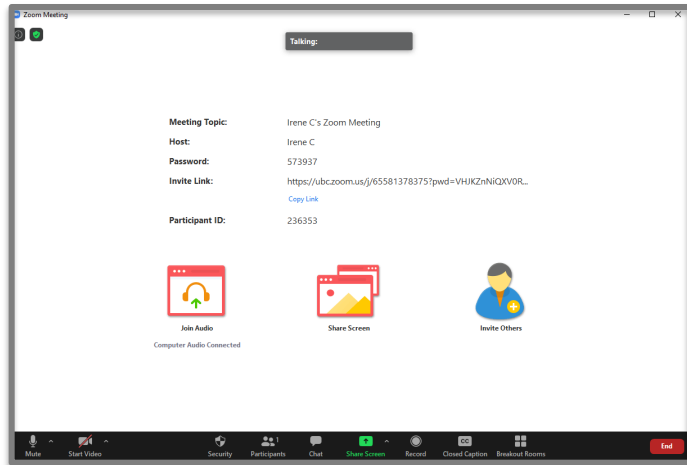 Zoom Meeting
Talking:
Meeting Topic: Irene C's Zoom Meeting
Host: Irene C
Password: 573937
Invite Link: https://ubc.zoom.us/j/65581378375?pwd=VHJKZnNiQXV0R...
Copy Link
Participant ID: 236353
Join Audio Share Screen Invite Others
Computer Audio Connected
Mute Start Video Security Participants 1 Chat Share Screen Record CC Closed Caption Breakout Rooms End